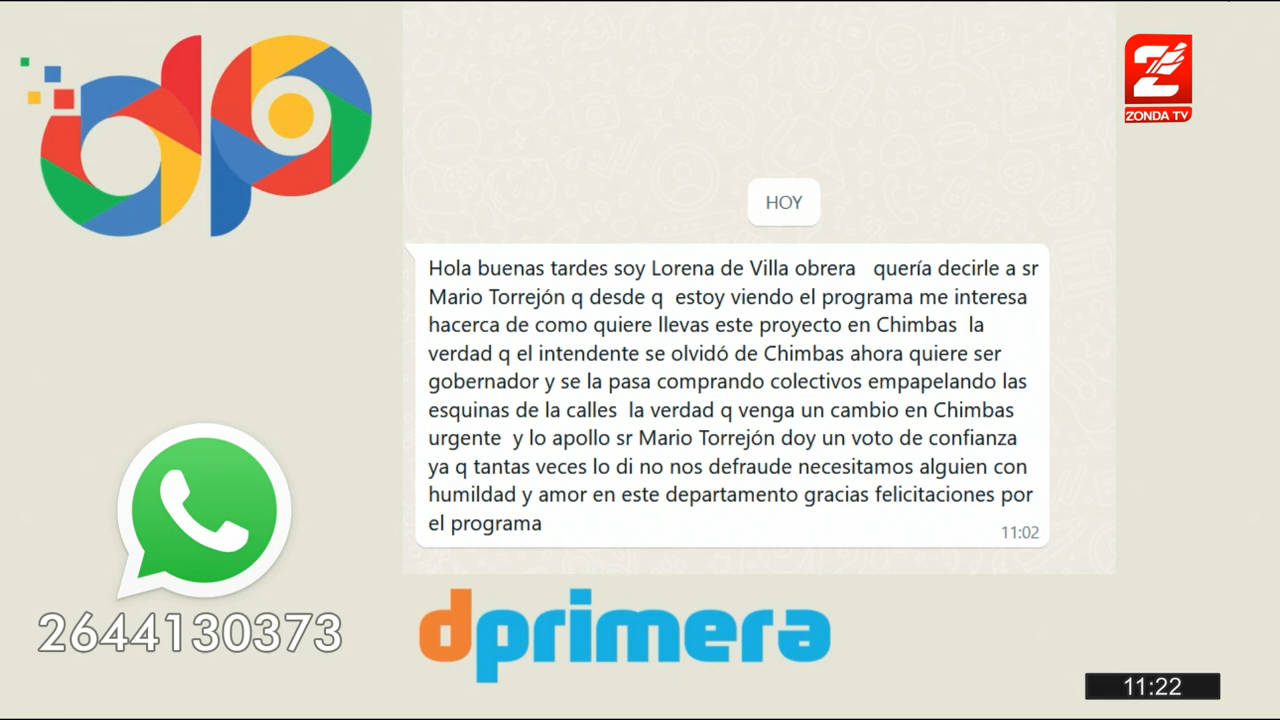 dp
ZONDA TV
HOY
Hola buenas tardes soy Lorena de Villa obrera   quería decirle a sr
Mario Torrejón q desde q  estoy viendo el programa me interesa
hacerca de como quiere llevas este proyecto en Chimbas  la
verdad q el intendente se olvidó de Chimbas ahora quiere ser
gobernador y se la pasa comprando colectivos empapelando las
esquinas de la calles  la verdad q venga un cambio en Chimbas
urgente  y lo apollo sr Mario Torrejón doy un voto de confianza
ya q tantas veces lo di no nos defraude necesitamos alguien con
humildad y amor en este departamento gracias felicitaciones por
el programa
11:02
2644130373
dprimera
11:22